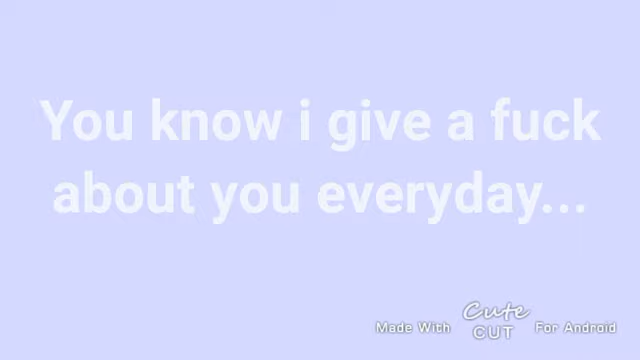 You know i give a fuck
about you everyday...
Made With Cute CUT For Android